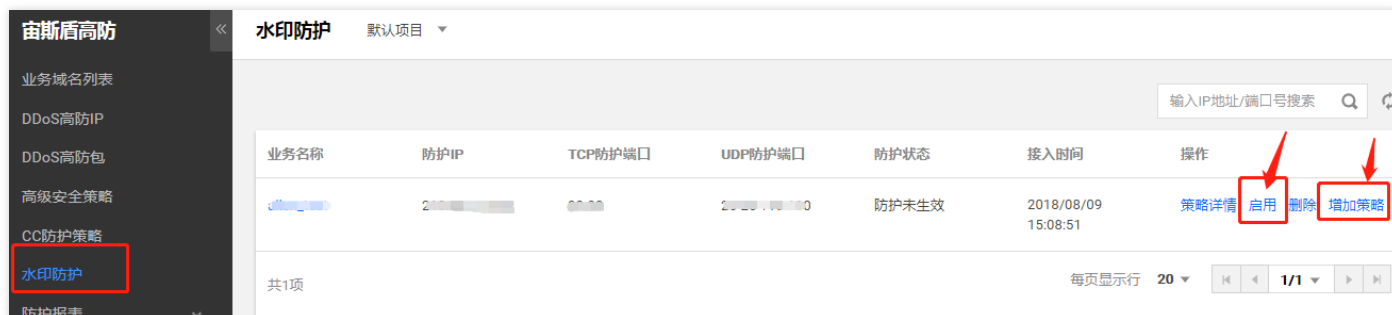 宙斯盾高防 «
水印防护 默认项目
业务域名列表
DDoS高防IP
DDoS高防包
高级安全策略
CC防护策略
水印防护
防护报表
输入IP地址/端口号搜索
业务名称 防护IP TCP防护端口 UDP防护端口 防护状态 接入时间 操作
防护未生效 2018/08/09 策略详情 启用 删除 增加策略
15:08:51
共1项 每页显示行 20 1/1